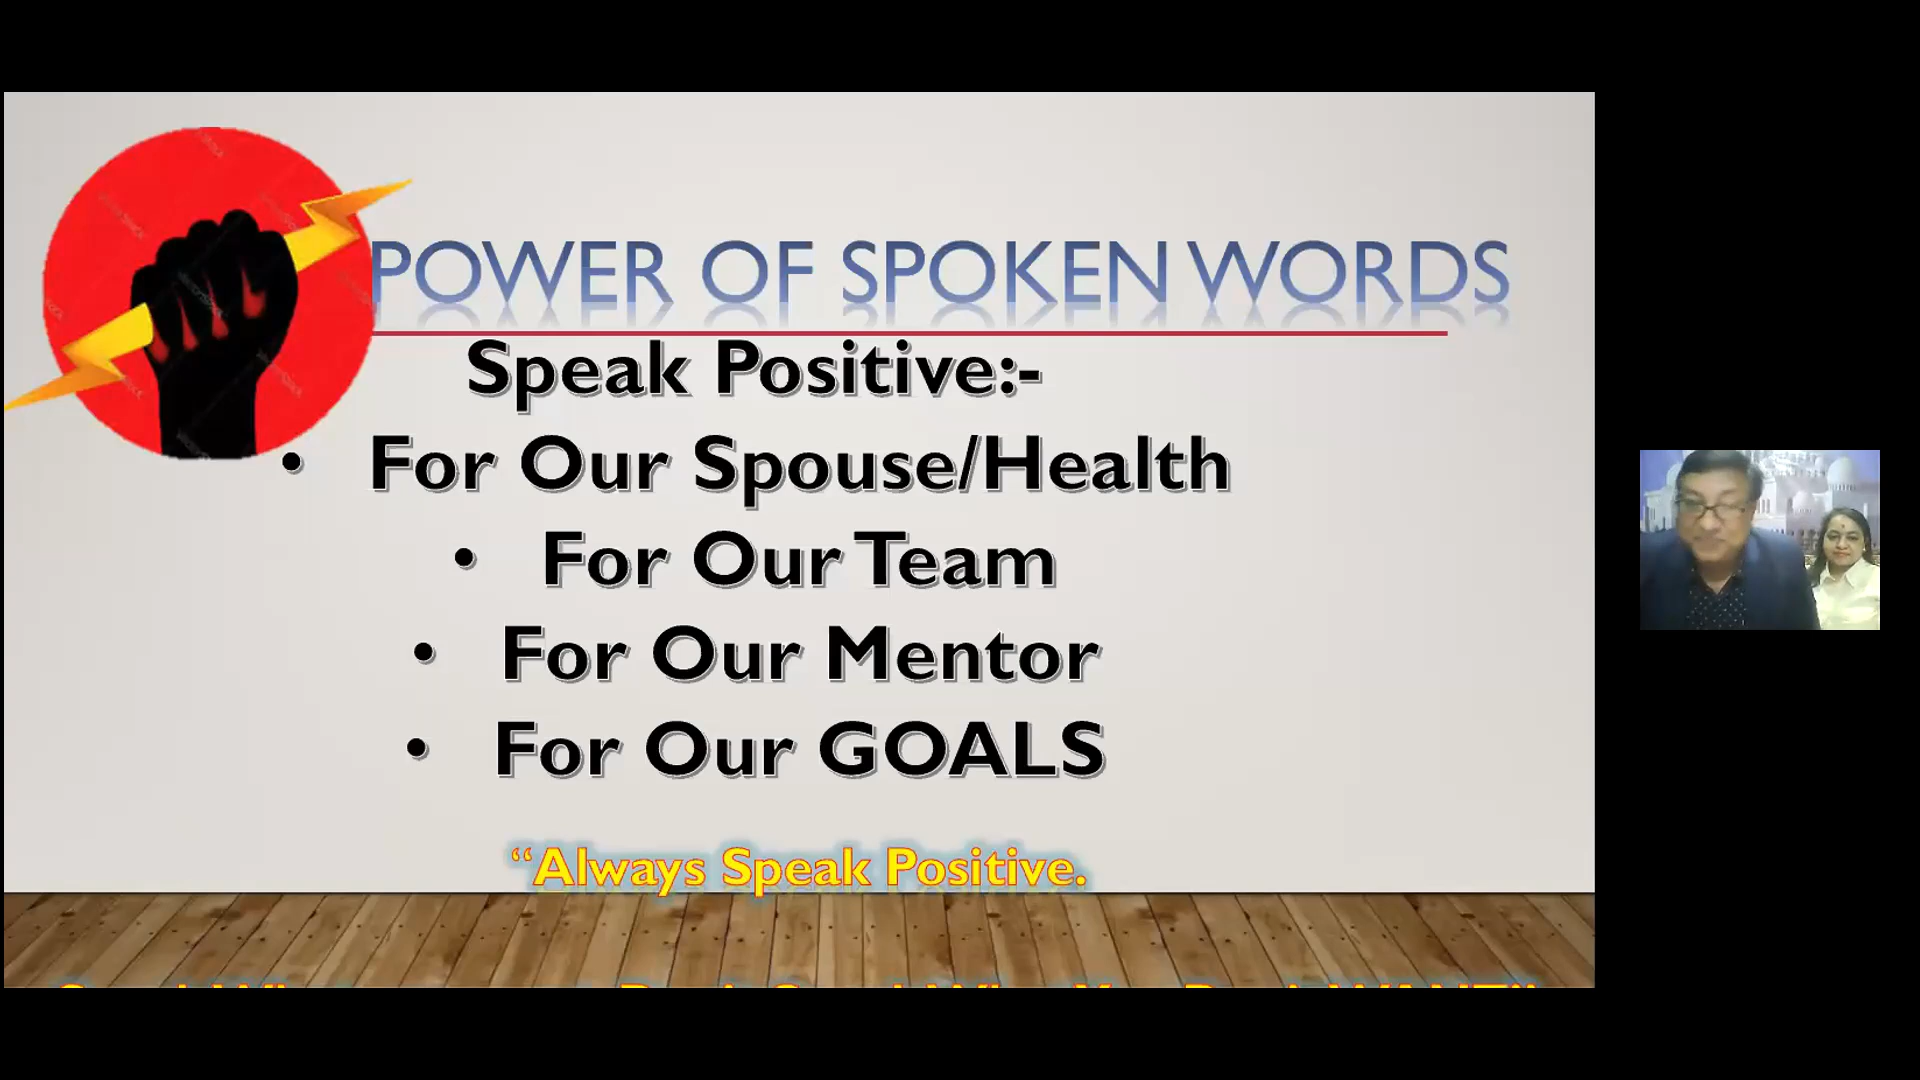 POWER OF SPOKEN WORDS
Speak Positive:-
• For Our Spouse/Health
• For Our Team
• For Our Mentor
• For Our GOALS
“Always Speak Positive.